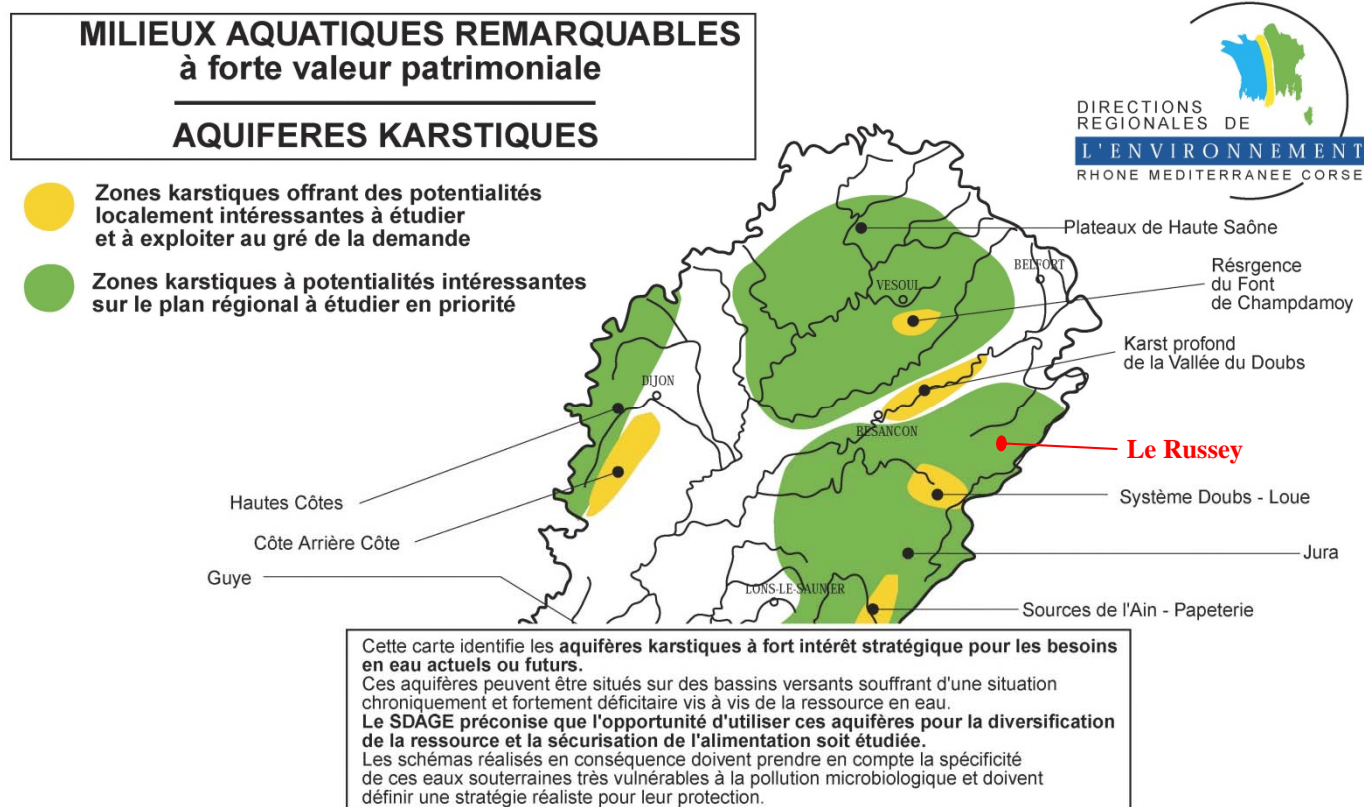 MILIEUX AQUATIQUES REMARQUABLES
à forte valeur patrimoniale
AQUIFERES KARSTIQUES
DIRECTIONS
REGIONALES DE
L'ENVIRONNEMENT
RHONE MEDITERRANEE CORSE
Zones karstiques offrant des potentialités
localement intéressantes à étudier
et à exploiter au gré de la demande
Zones karstiques à potentialités intéressantes
sur le plan régional à étudier en priorité
Plateaux de Haute Saône
BELFORT
VESOUL
Résrgence
du Font
de Champdamoy
Karst profond
de la Vallée du Doubs
DIJON
BESANCON
Le Russey
Système Doubs - Loue
Hautes Côtes
Côte Arrière Côte
Jura
Guye
LONS-LE-SAUNIER
Sources de l'Ain - Papeterie
Cette carte identifie les aquifères karstiques à fort intérêt stratégique pour les besoins
en eau actuels ou futurs.
Ces aquifères peuvent être situés sur des bassins versants souffrant d'une situation
chroniquement et fortement déficitaire vis à vis de la ressource en eau.
Le SDAGE préconise que l'opportunité d'utiliser ces aquifères pour la diversification
de la ressource et la sécurisation de l'alimentation soit étudiée.
Les schémas réalisés en conséquence doivent prendre en compte la spécificité
de ces eaux souterraines très vulnérables à la pollution microbiologique et doivent
définir une stratégie réaliste pour leur protection.